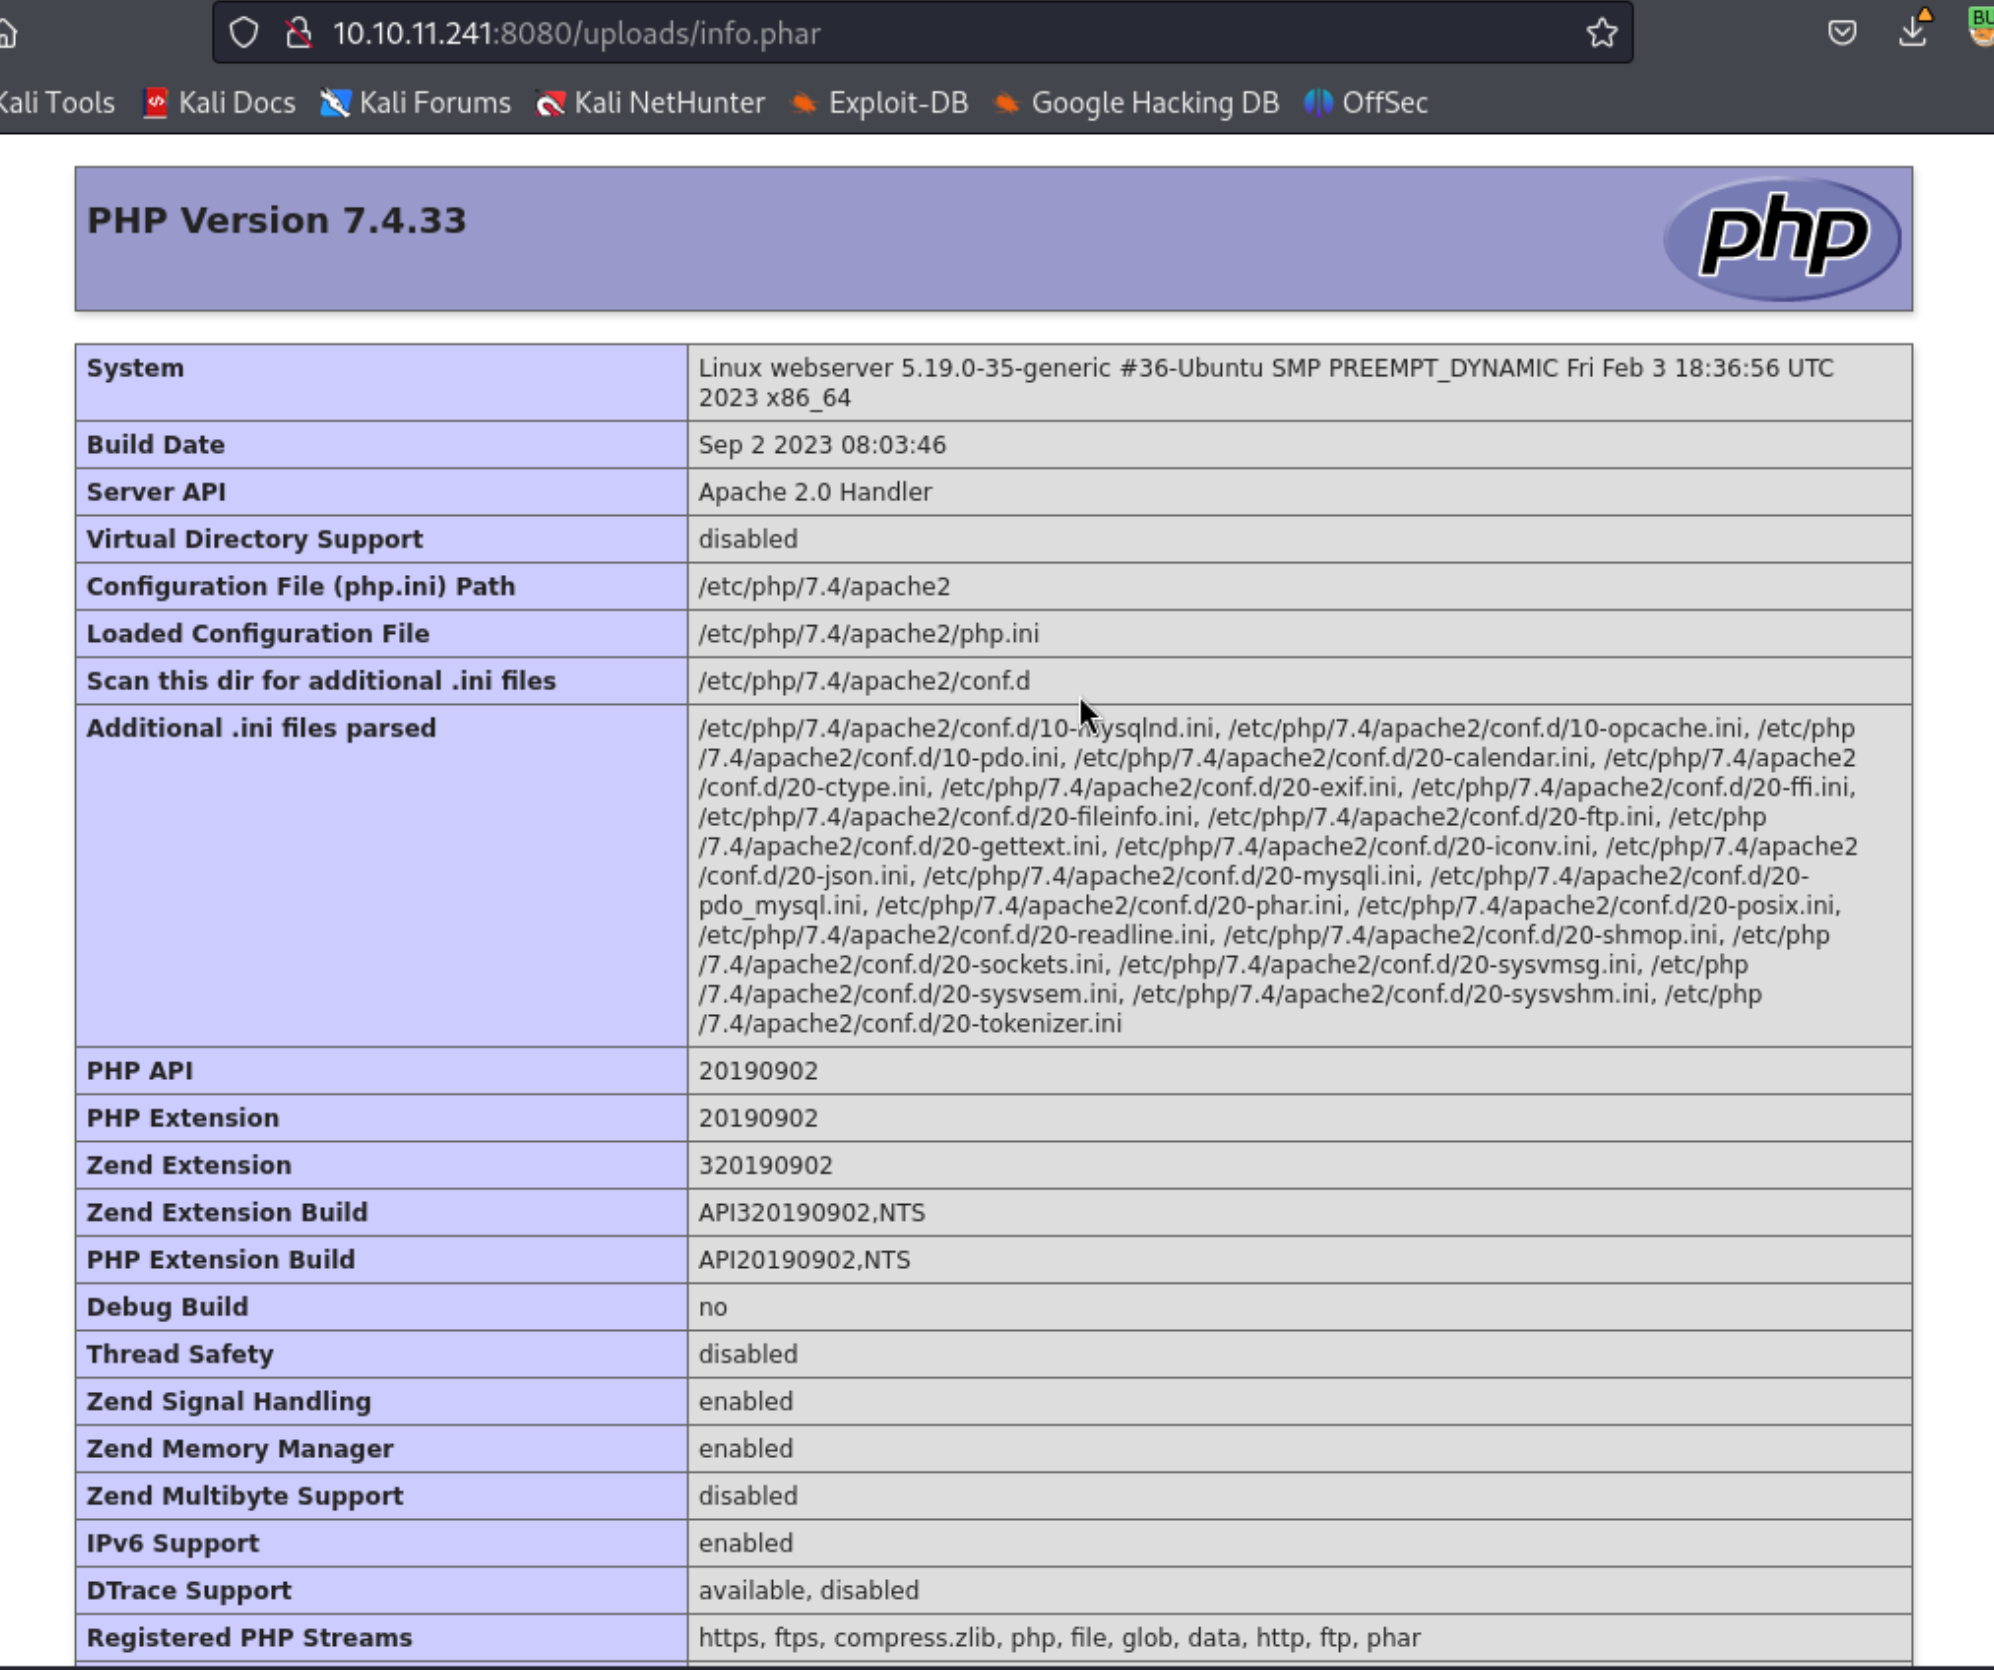 10.10.11.241:8080/uploads/info.phar
BU
Kali Tools Kali Docs Kali Forums Kali NetHunter Exploit-DB Google Hacking DB OffSec
PHP Version 7.4.33
php
System Linux webserver 5.19.0-35-generic #36-Ubuntu SMP PREEMPT_DYNAMIC Fri Feb 3 18:36:56 UTC
2023 x86_64
Build Date Sep 2 2023 08:03:46
Server API Apache 2.0 Handler
Virtual Directory Support disabled
Configuration File (php.ini) Path /etc/php/7.4/apache2
Loaded Configuration File /etc/php/7.4/apache2/php.ini
Scan this dir for additional .ini files /etc/php/7.4/apache2/conf.d
Additional .ini files parsed /etc/php/7.4/apache2/conf.d/10-mysqlnd.ini, /etc/php/7.4/apache2/conf.d/10-opcache.ini, /etc/php
/7.4/apache2/conf.d/10-pdo.ini, /etc/php/7.4/apache2/conf.d/20-calendar.ini, /etc/php/7.4/apache2
/conf.d/20-ctype.ini, /etc/php/7.4/apache2/conf.d/20-exif.ini, /etc/php/7.4/apache2/conf.d/20-ffi.ini,
/etc/php/7.4/apache2/conf.d/20-fileinfo.ini, /etc/php/7.4/apache2/conf.d/20-ftp.ini, /etc/php
/7.4/apache2/conf.d/20-gettext.ini, /etc/php/7.4/apache2/conf.d/20-iconv.ini, /etc/php/7.4/apache2
/conf.d/20-json.ini, /etc/php/7.4/apache2/conf.d/20-mysqli.ini, /etc/php/7.4/apache2/conf.d/20-
pdo_mysql.ini, /etc/php/7.4/apache2/conf.d/20-phar.ini, /etc/php/7.4/apache2/conf.d/20-posix.ini,
/etc/php/7.4/apache2/conf.d/20-readline.ini, /etc/php/7.4/apache2/conf.d/20-shmop.ini, /etc/php
/7.4/apache2/conf.d/20-sockets.ini, /etc/php/7.4/apache2/conf.d/20-sysvmsg.ini, /etc/php
/7.4/apache2/conf.d/20-sysvsem.ini, /etc/php/7.4/apache2/conf.d/20-sysvshm.ini, /etc/php
/7.4/apache2/conf.d/20-tokenizer.ini
PHP API 20190902
PHP Extension 20190902
Zend Extension 320190902
Zend Extension Build API320190902,NTS
PHP Extension Build API20190902,NTS
Debug Build no
Thread Safety disabled
Zend Signal Handling enabled
Zend Memory Manager enabled
Zend Multibyte Support disabled
IPv6 Support enabled
DTrace Support available, disabled
Registered PHP Streams https, ftps, compress.zlib, php, file, glob, data, http, ftp, phar